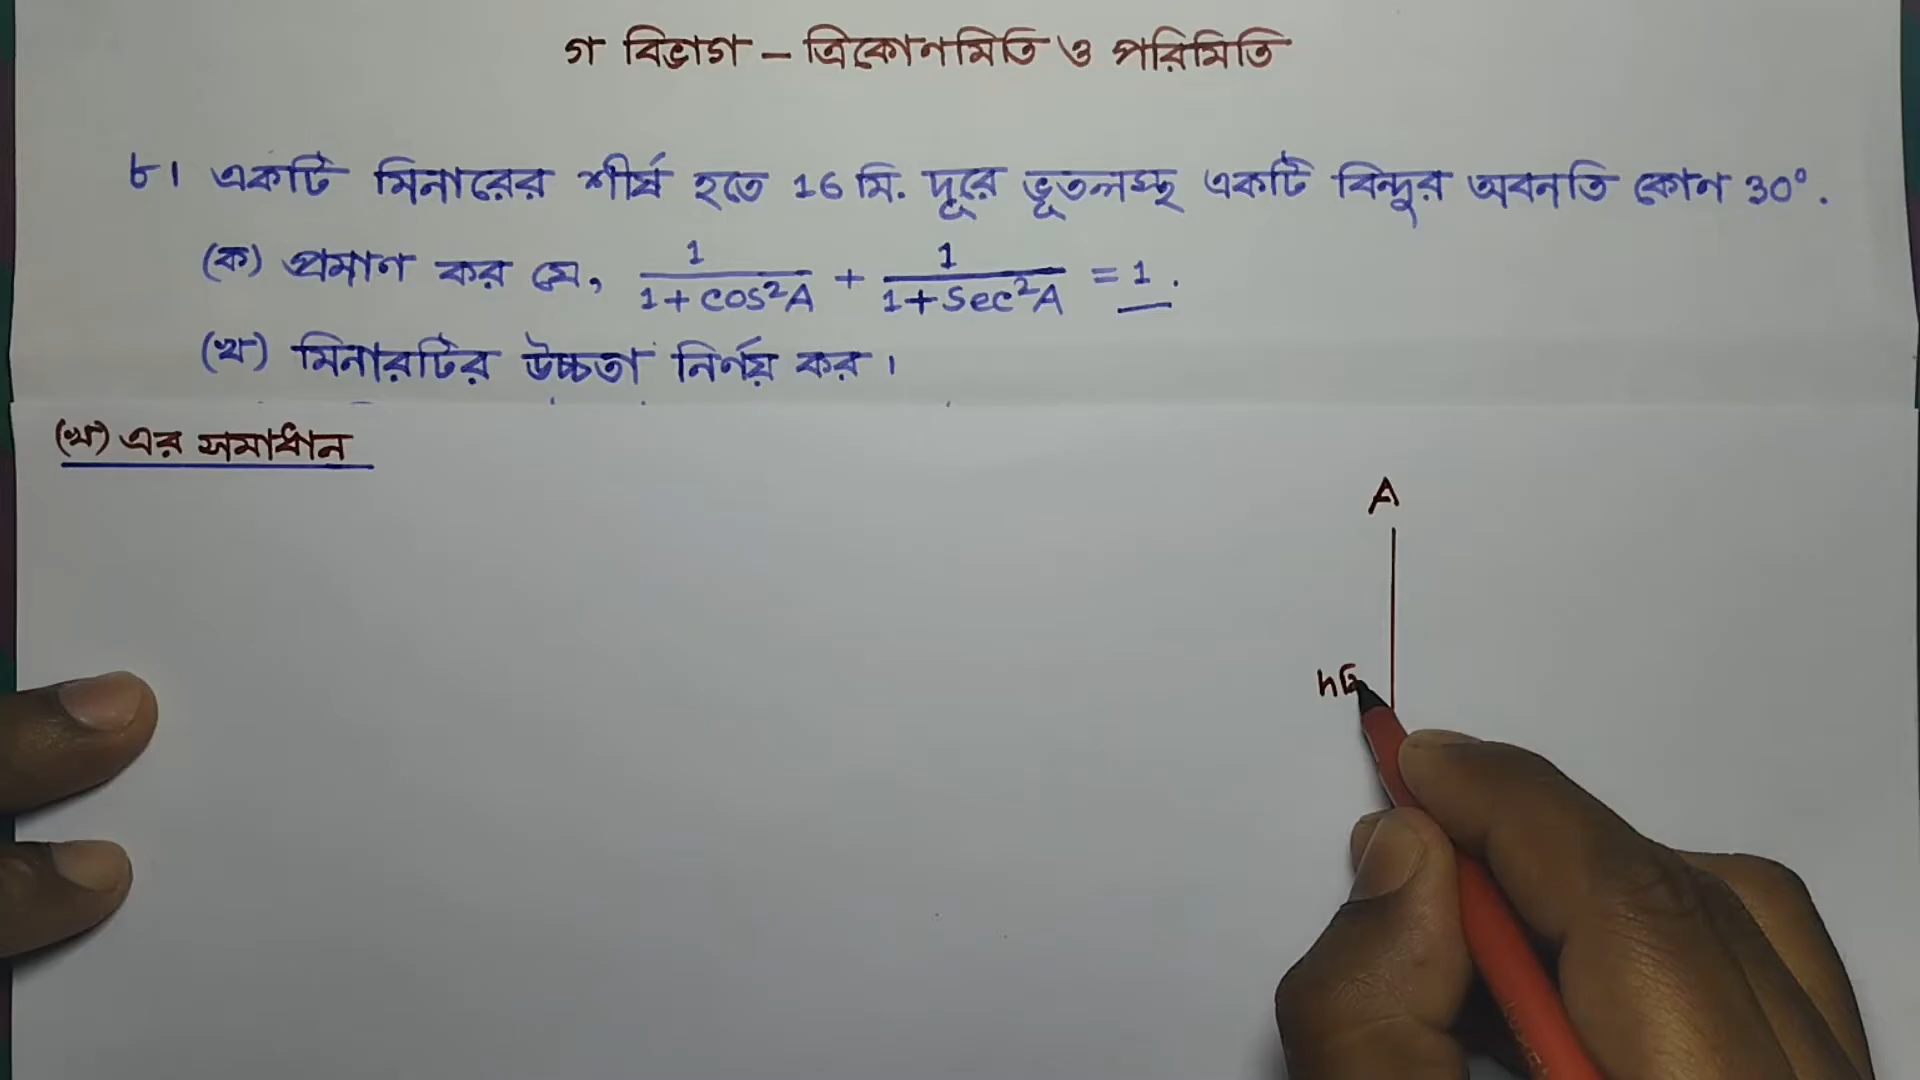 গ বিভাগ – ত্রিকোনমিতি ও পরিমিতি
৮। একটি মিনারের শীর্ষ হতে 16 মি. দূরে ভূতলস্থ একটি বিন্দুর অবনতি কোন 30°.
(ক) প্রমাণ কর যে, 1/(1+cos²A) + 1/(1+Sec²A) = 1.
(খ) মিনারটির উচ্চতা নির্ণয় কর।
(খ) এর সমাধান
A
h